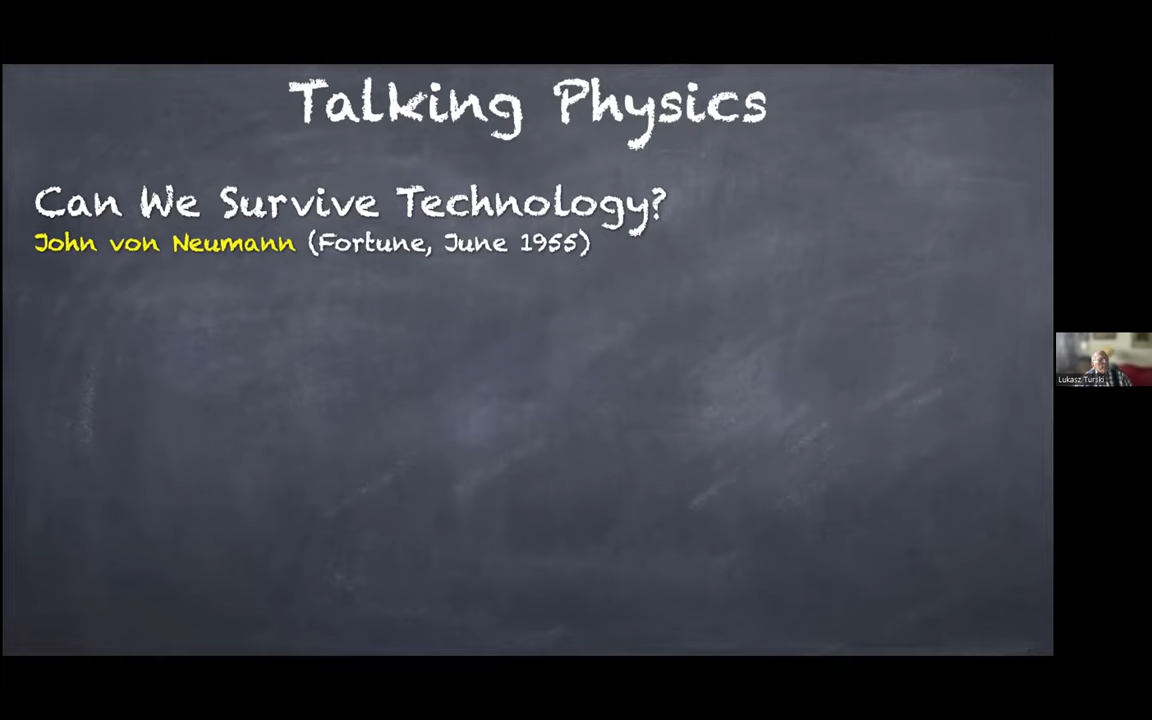 Talking Physics
Can We Survive Technology?
John von Neumann (Fortune, June 1955)
Lukasz Turski